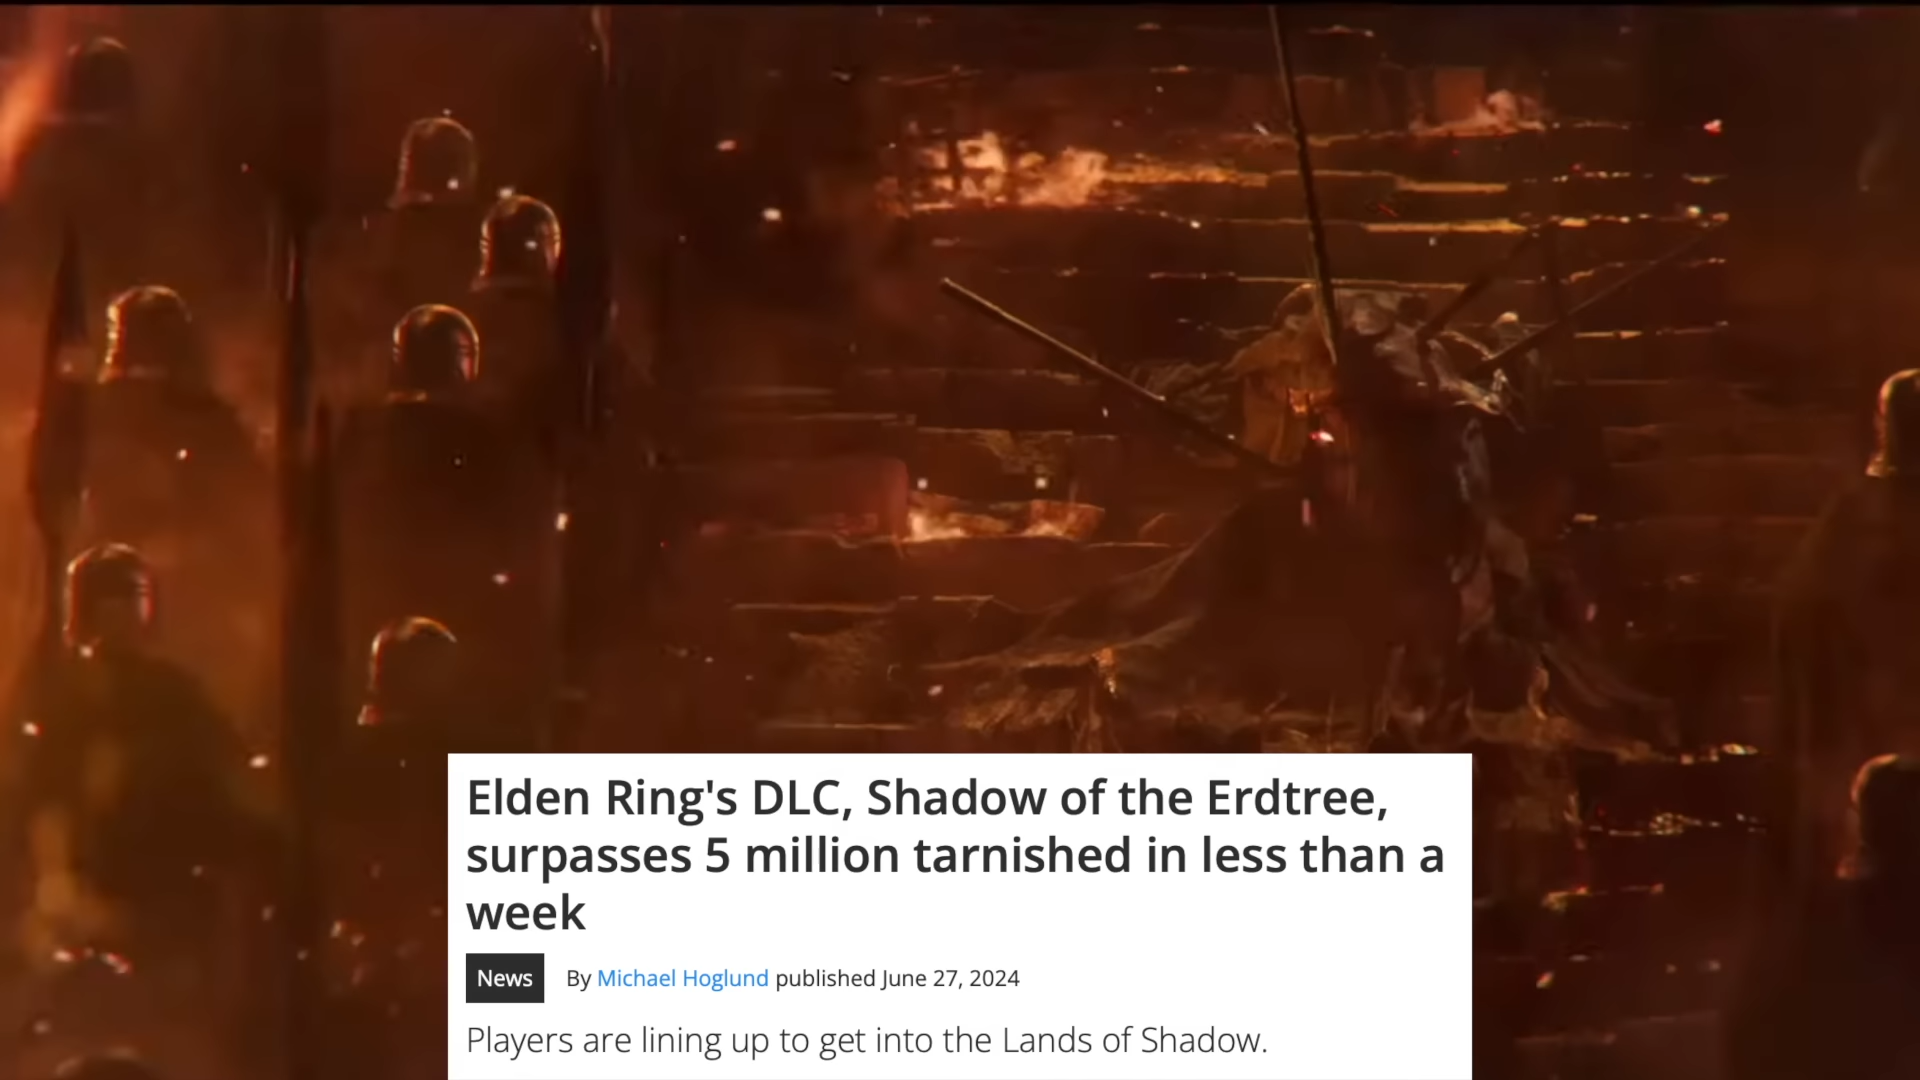 Elden Ring's DLC, Shadow of the Erdtree,
surpasses 5 million tarnished in less than a
week
News By Michael Hoglund published June 27, 2024
Players are lining up to get into the Lands of Shadow.